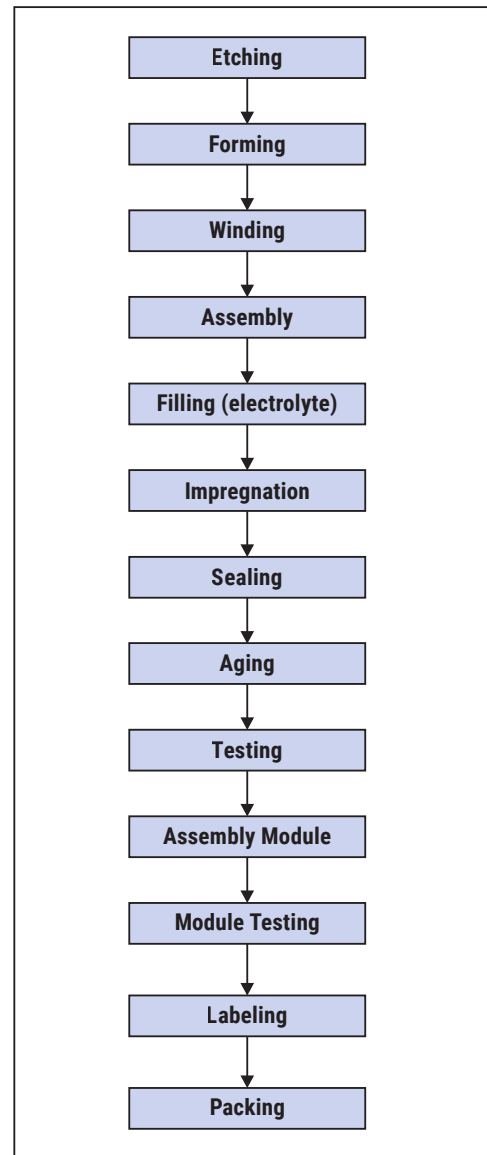 Etching
Forming
Winding
Assembly
Filling (electrolyte)
Impregnation
Sealing
Aging
Testing
Assembly Module
Module Testing
Labeling
Packing